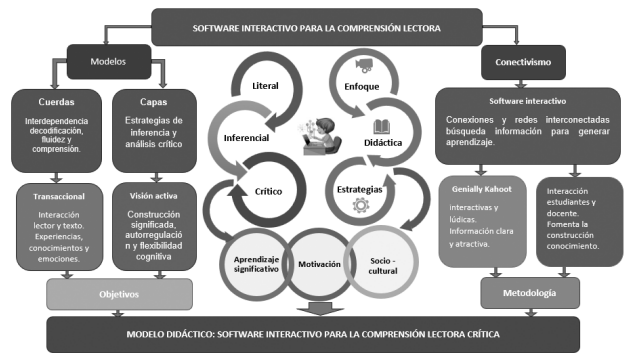 SOFTWARE INTERACTIVO PARA LA COMPRENSIÓN LECTORA
Modelos
Cuerdas
Interdependencia
decodificación,
fluidez y
comprensión.
Capas
Estrategias de
inferencia y
análisis crítico
Transaccional
Interacción
lector y texto.
Experiencias,
conocimientos y
emociones.
Visión activa
Construcción
significada,
autorregulació
n y flexibilidad
cognitiva
Objetivos
Literal
Inferencial
Crítico
Enfoque
Didáctica
Estrategias
Aprendizaje
significativo
Motivación
Socio -
cultural
Conectivismo
Software interactivo
Conexiones y redes interconectadas
búsqueda información para generar
aprendizaje.
Genially Kahoot
interactivas y
lúdicas.
Información clara
y atractiva.
Interacción
estudiantes y
docente.
Fomenta la
construcción
conocimiento.
Metodología
MODELO DIDÁCTICO: SOFTWARE INTERACTIVO PARA LA COMPRENSIÓN LECTORA CRÍTICA